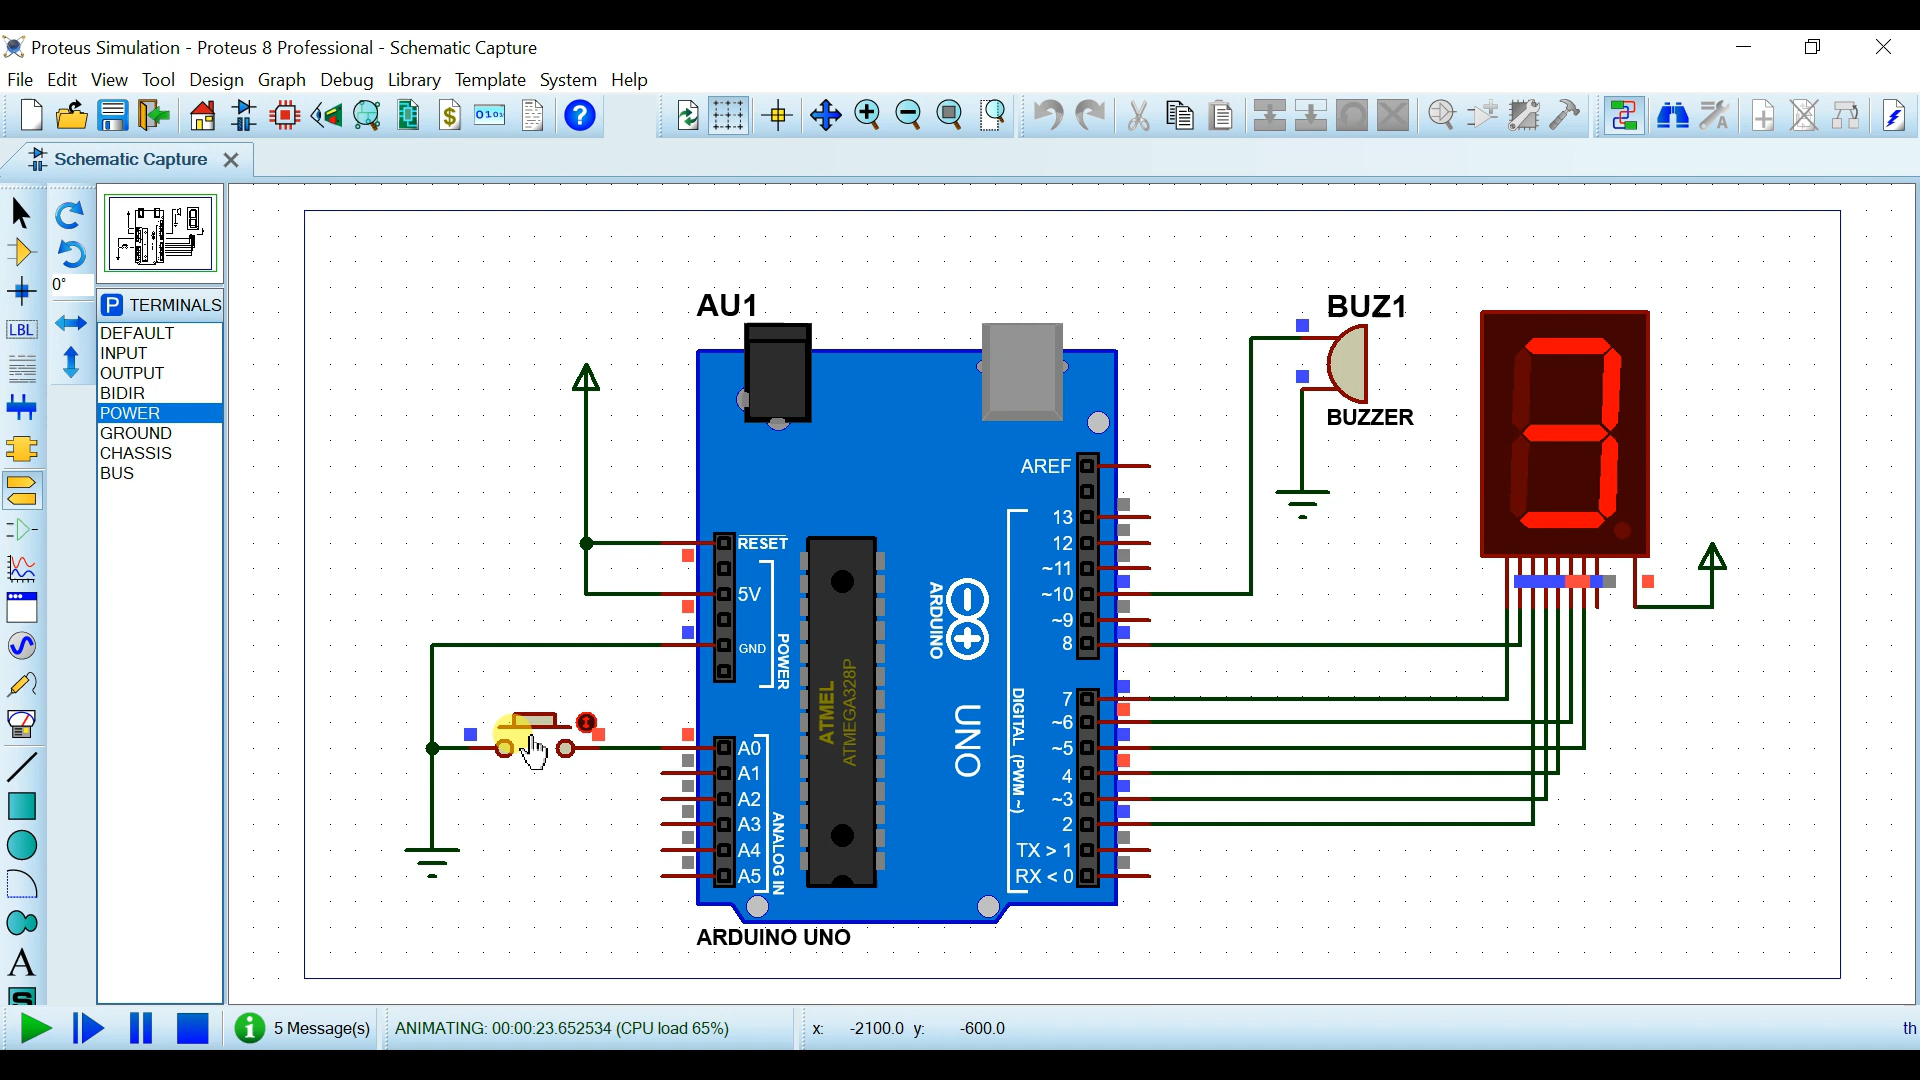 Proteus Simulation - Proteus 8 Professional - Schematic Capture
File Edit View Tool Design Graph Debug Library Template System Help
$ 0101 ?
Schematic Capture
0°
P TERMINALS
LBL
DEFAULT
INPUT
OUTPUT
BIDIR
POWER
GROUND
CHASSIS
BUS
A
S
AU1
RESET
5V
GND
POWER
A0
A1
A2
A3
A4
A5
ANALOG IN
ATMEL
ATMEGA328P
ARDUINO
UNO
AREF
13
12
~11
~10
~9
8
7
~6
~5
4
~3
2
TX > 1
RX < 0
DIGITAL (PWM ~)
ARDUINO UNO
BUZ1
BUZZER
3
5 Message(s) ANIMATING: 00:00:23.652534 (CPU load 65%) x: -2100.0 y: -600.0 th